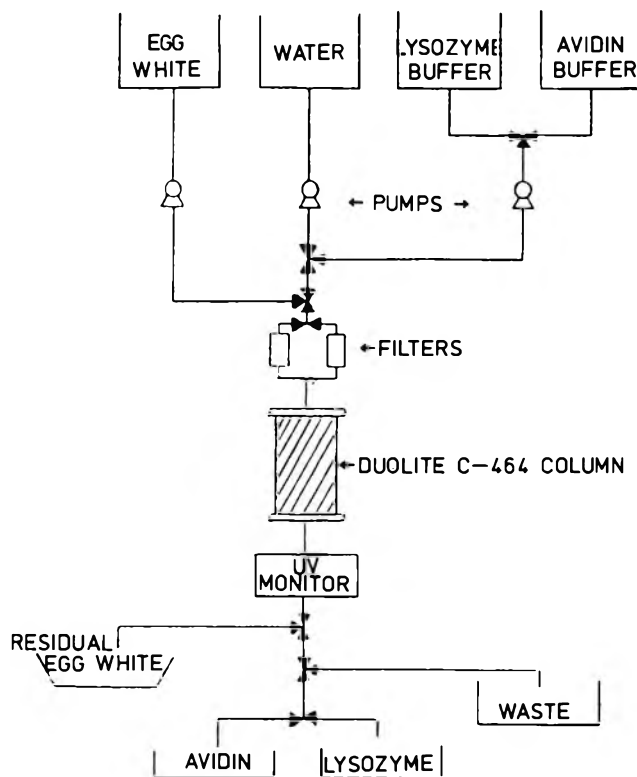 EGG
WHITE
WATER
LYSOZYME
BUFFER
AVIDIN
BUFFER
← PUMPS →
←FILTERS
DUOLITE C-464 COLUMN
UV
MONITOR
RESIDUAL
EGG WHITE
WASTE
AVIDIN
LYSOZYME